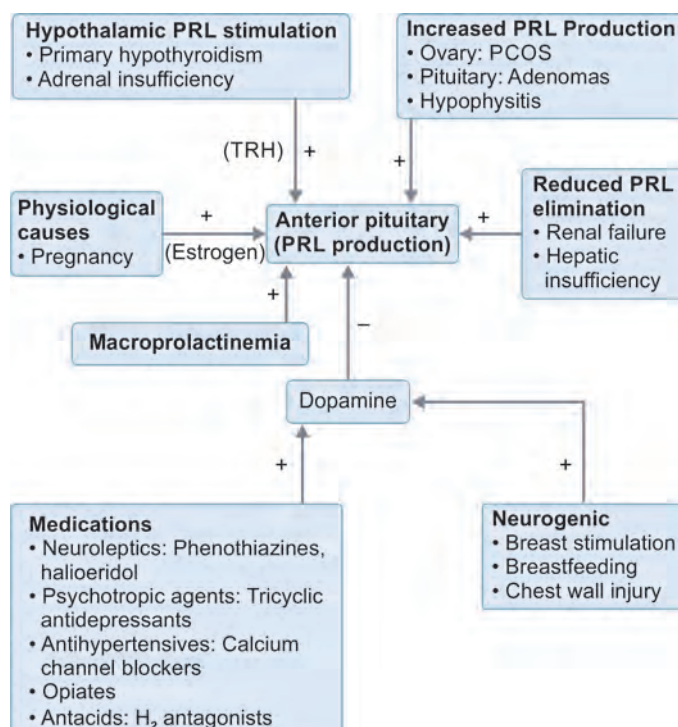 Hypothalamic PRL stimulation
• Primary hypothyroidism
• Adrenal insufficiency
Increased PRL Production
• Ovary: PCOS
• Pituitary: Adenomas
• Hypophysitis
(TRH)
+
+
Physiological
causes
• Pregnancy
+
(Estrogen)
Anterior pituitary
(PRL production)
+
Reduced PRL
elimination
• Renal failure
• Hepatic
insufficiency
+
Macroprolactinemia
–
Dopamine
+
+
Medications
• Neuroleptics: Phenothiazines,
halioeridol
• Psychotropic agents: Tricyclic
antidepressants
• Antihypertensives: Calcium
channel blockers
• Opiates
• Antacids: H₂ antagonists
Neurogenic
• Breast stimulation
• Breastfeeding
• Chest wall injury